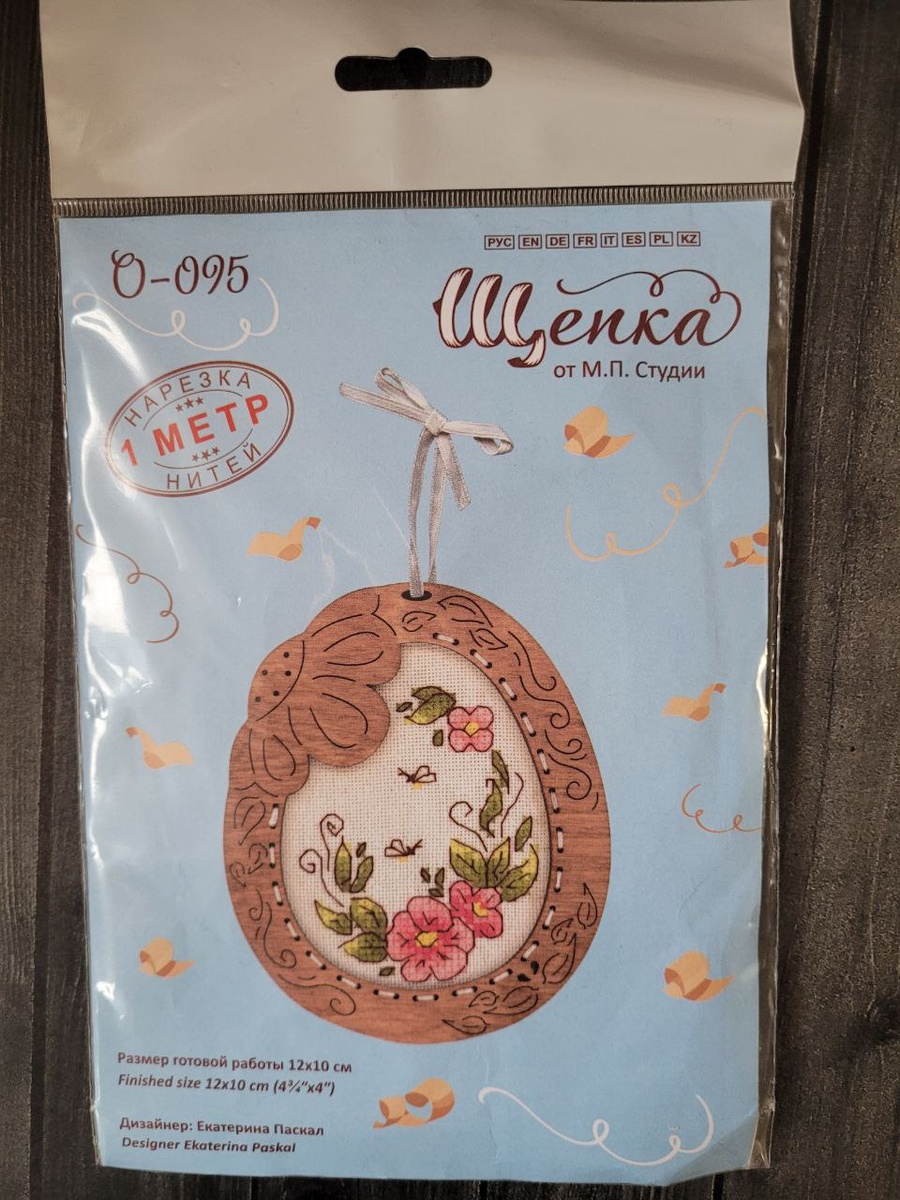 О-095
РУС EN DE FR IT ES PL KZ
Щепка
от М.П. Студии
НАРЕЗКА
1 МЕТР
НИТЕЙ
Размер готовой работы 12х10 см
Finished size 12x10 cm (4¾"x4")
Дизайнер: Екатерина Паскал
Designer Ekaterina Paskal